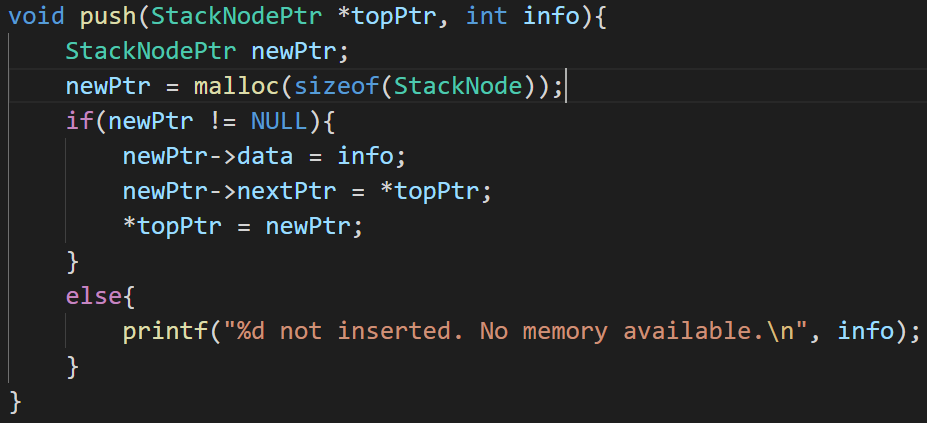 void push(StackNodePtr *topPtr, int info){
    StackNodePtr newPtr;
    newPtr = malloc(sizeof(StackNode));
    if(newPtr != NULL){
        newPtr->data = info;
        newPtr->nextPtr = *topPtr;
        *topPtr = newPtr;
    }
    else{
        printf("%d not inserted. No memory available.\n", info);
    }
}